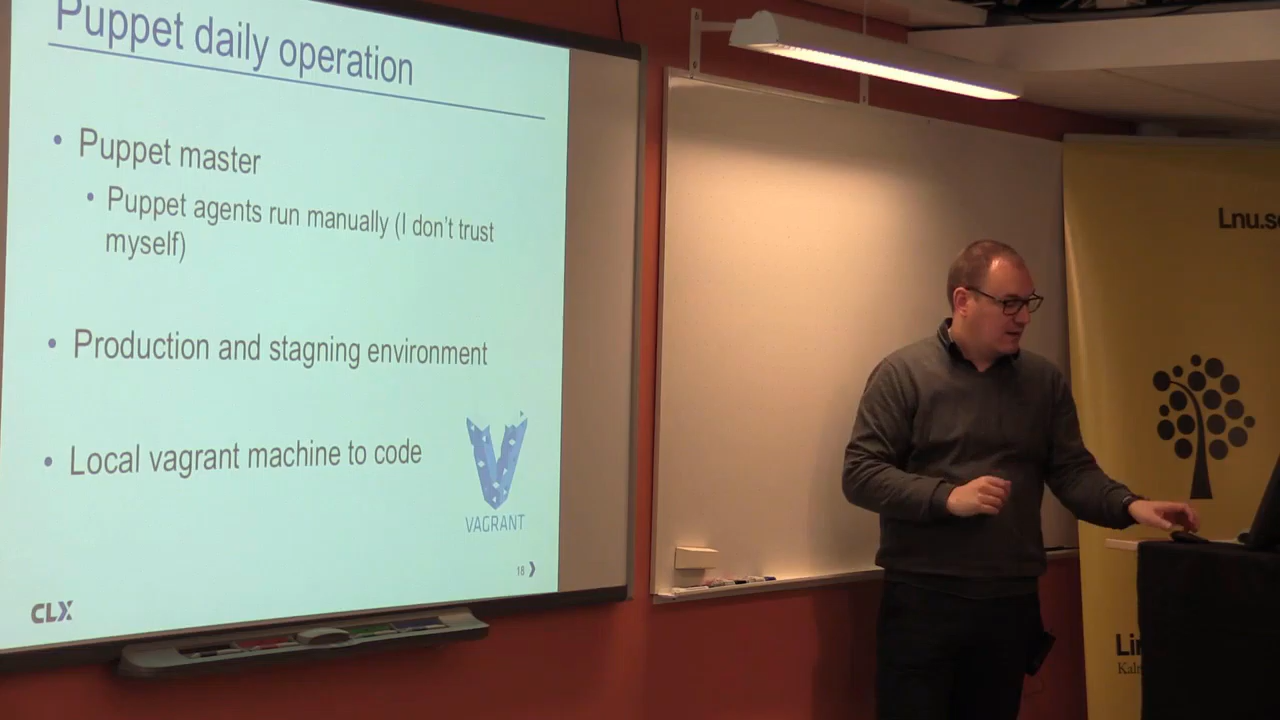 Puppet daily operation
• Puppet master
• Puppet agents run manually (I don't trust
myself)
• Production and stagning environment
• Local vagrant machine to code
VAGRANT
18
CLX
Lnu.s